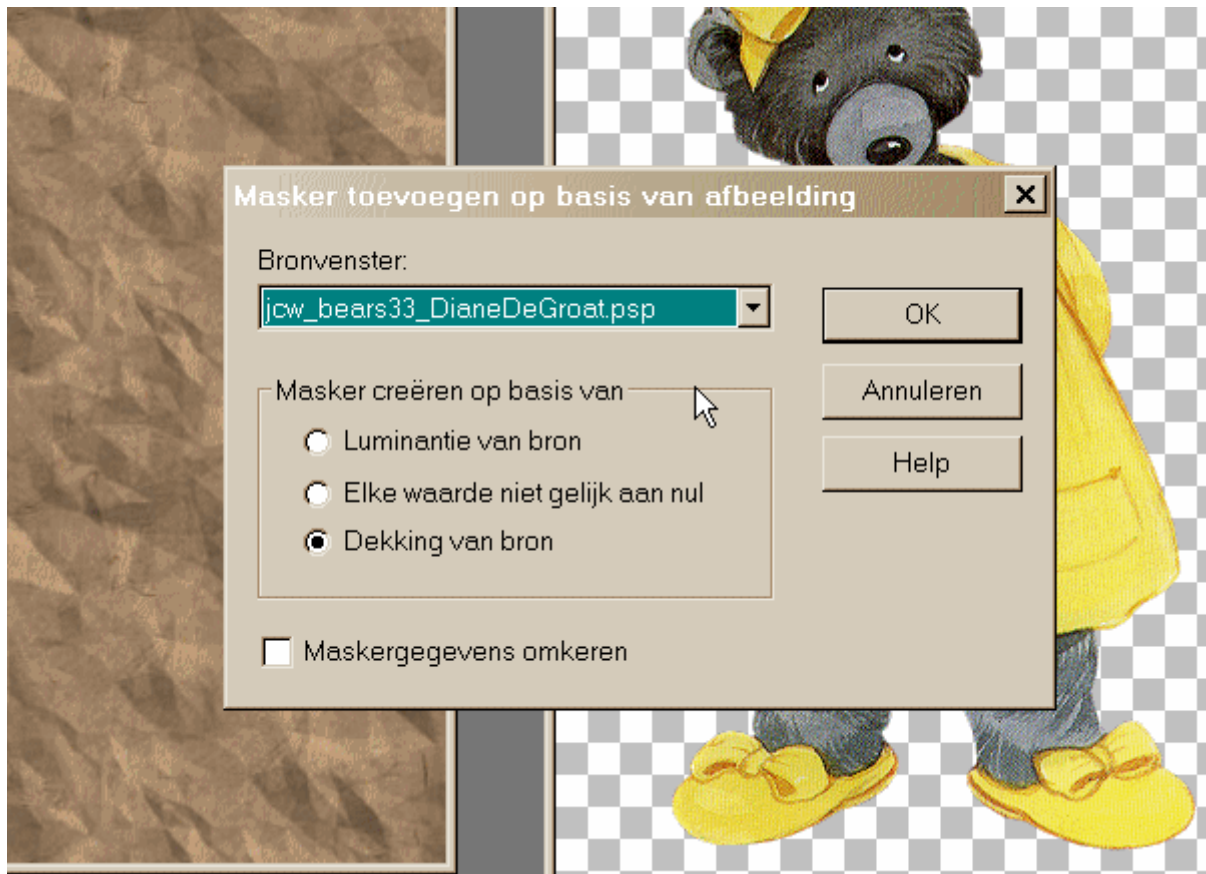 Masker toevoegen op basis van afbeelding
Bronvenster:
jcw_bears33_DianeDeGroat.psp
OK
Masker creëren op basis van
Annuleren
Luminantie van bron
Help
Elke waarde niet gelijk aan nul
Dekking van bron
Maskergegevens omkeren